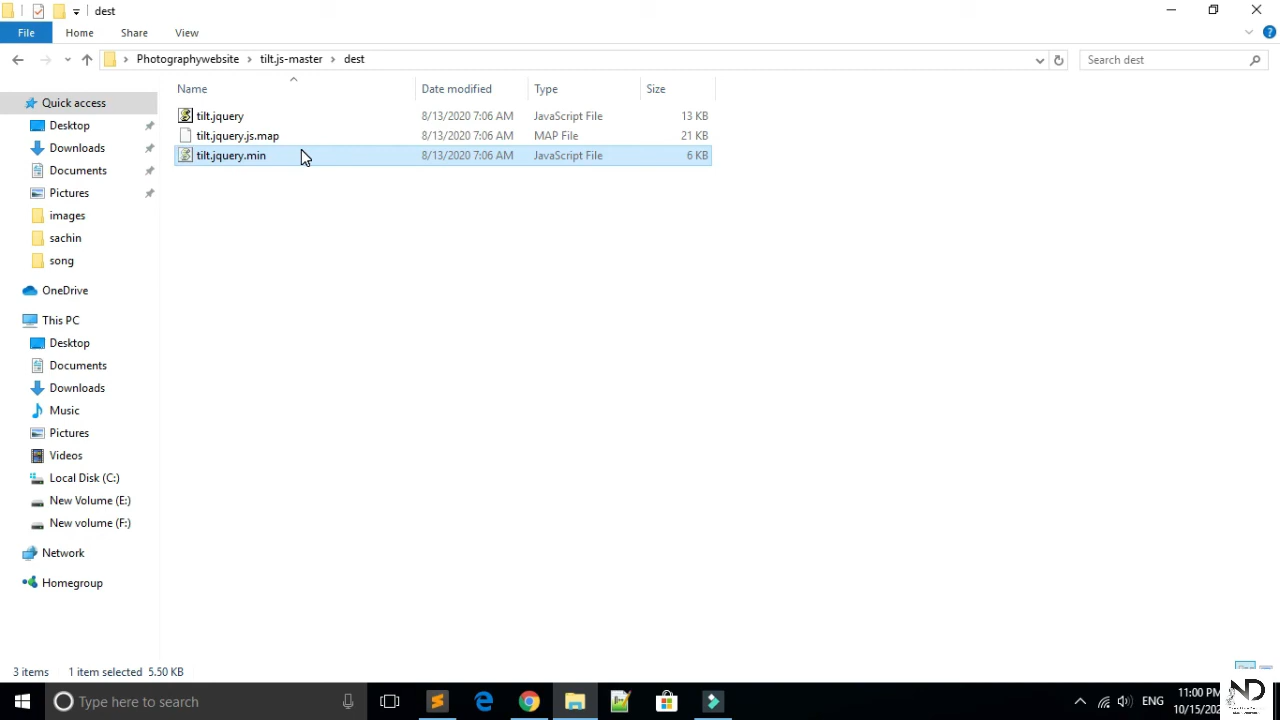 dest
File Home Share View
Photographywebsite tilt.js-master dest Search dest
Name Date modified Type Size
tilt.jquery 8/13/2020 7:06 AM JavaScript File 13 KB
tilt.jquery.js.map 8/13/2020 7:06 AM MAP File 21 KB
tilt.jquery.min 8/13/2020 7:06 AM JavaScript File 6 KB
Quick access
Desktop
Downloads
Documents
Pictures
images
sachin
song
OneDrive
This PC
Desktop
Documents
Downloads
Music
Pictures
Videos
Local Disk (C:)
New Volume (E:)
New volume (F:)
Network
Homegroup
3 items 1 item selected 5.50 KB
Type here to search
ENG
11:00 PM
ND